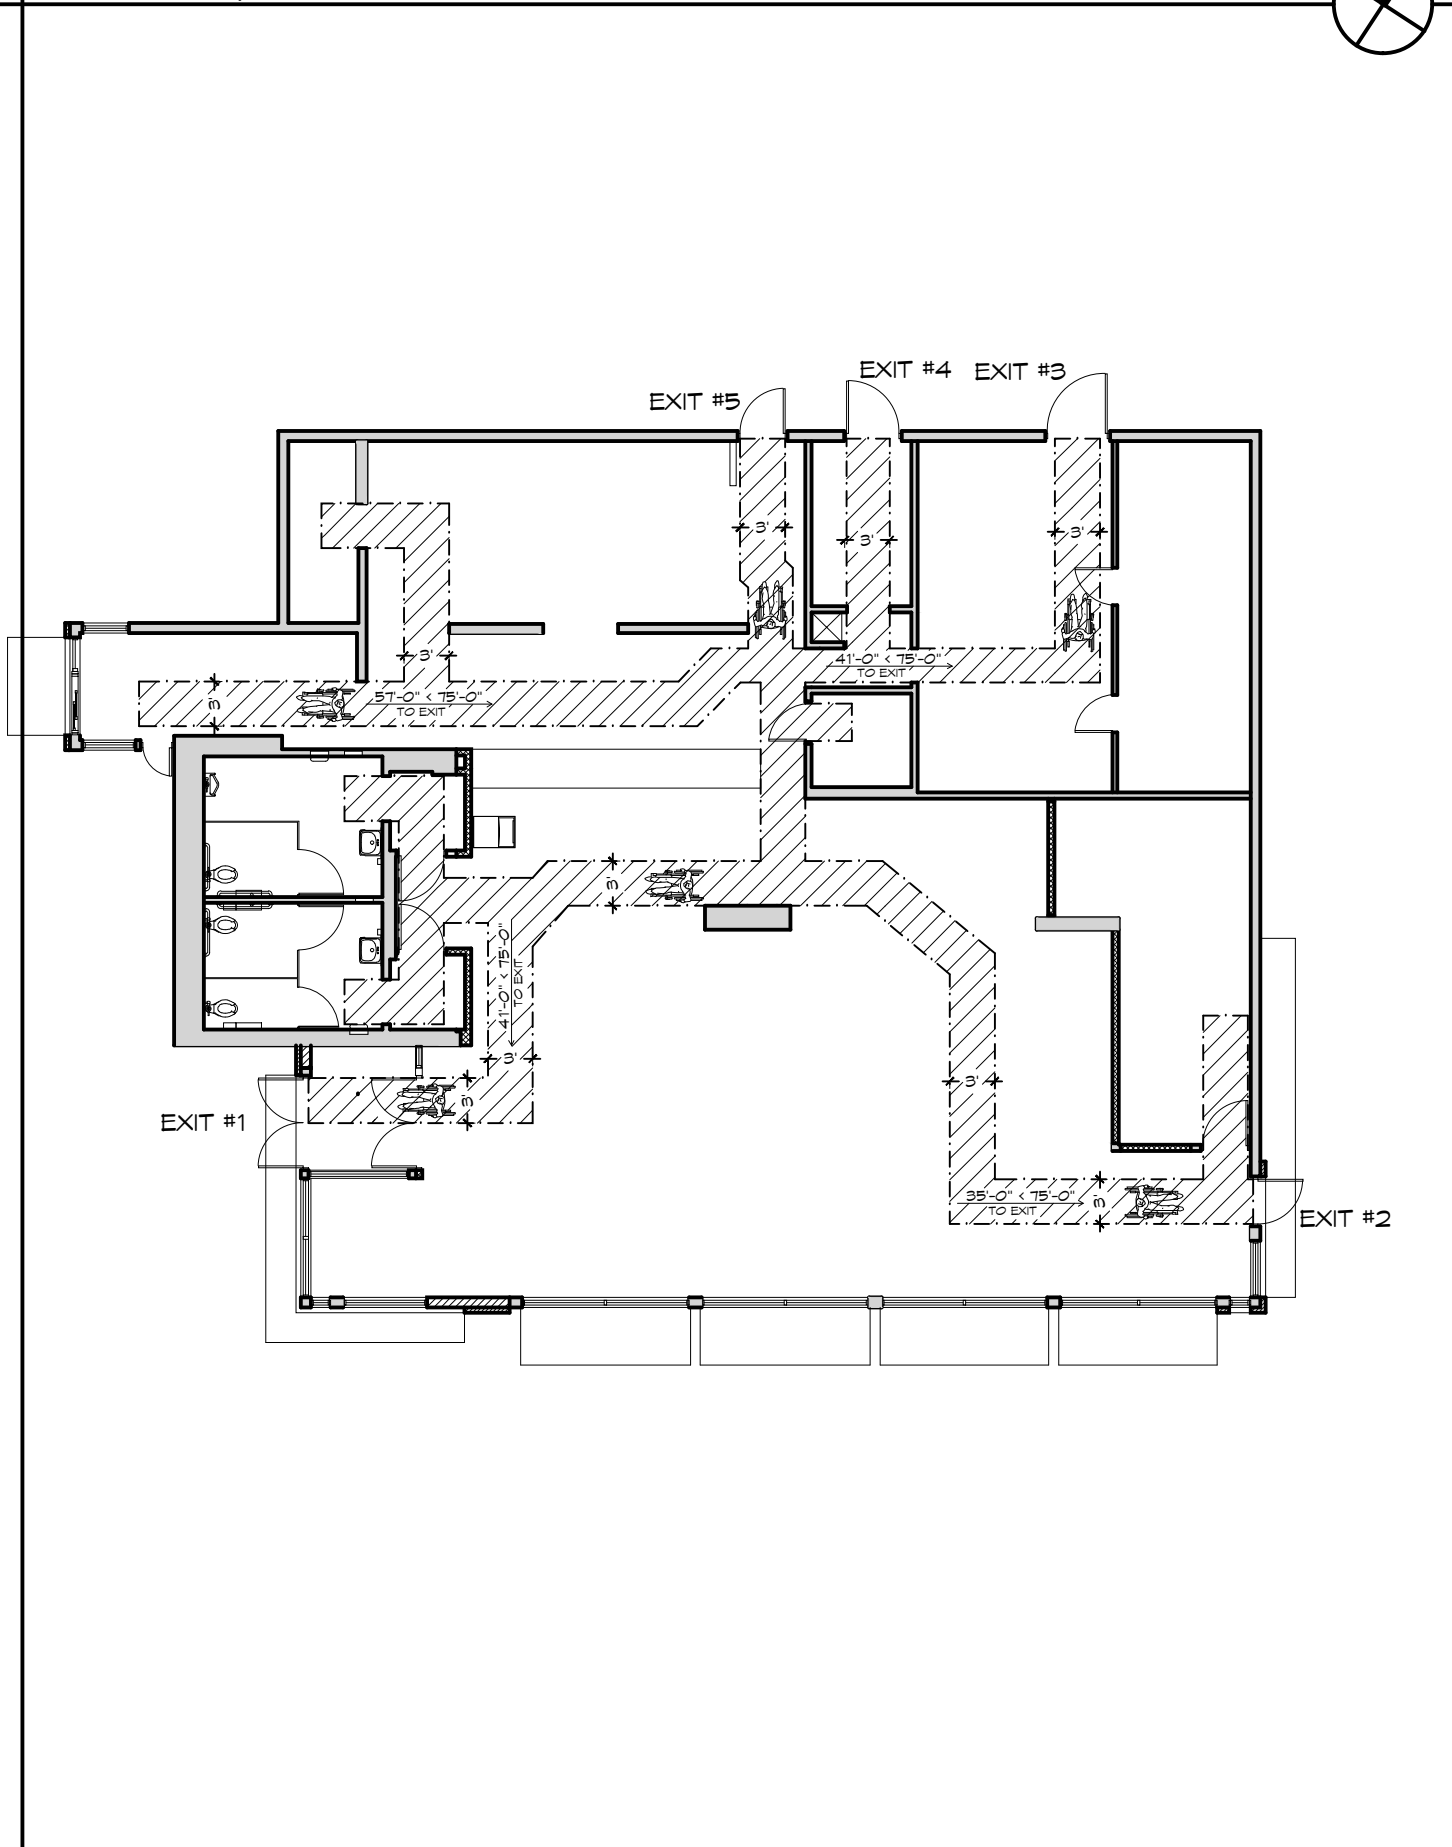 EXIT #4
EXIT #3
EXIT #5
3'
3'
3'
3'
41'-0" < 75'-0"
TO EXIT
57'-0" < 75'-0"
TO EXIT
3'
3'
41'-0" < 75'-0"
TO EXIT
3'
3'
3'
EXIT #1
35'-0" < 75'-0"
TO EXIT
3'
EXIT #2